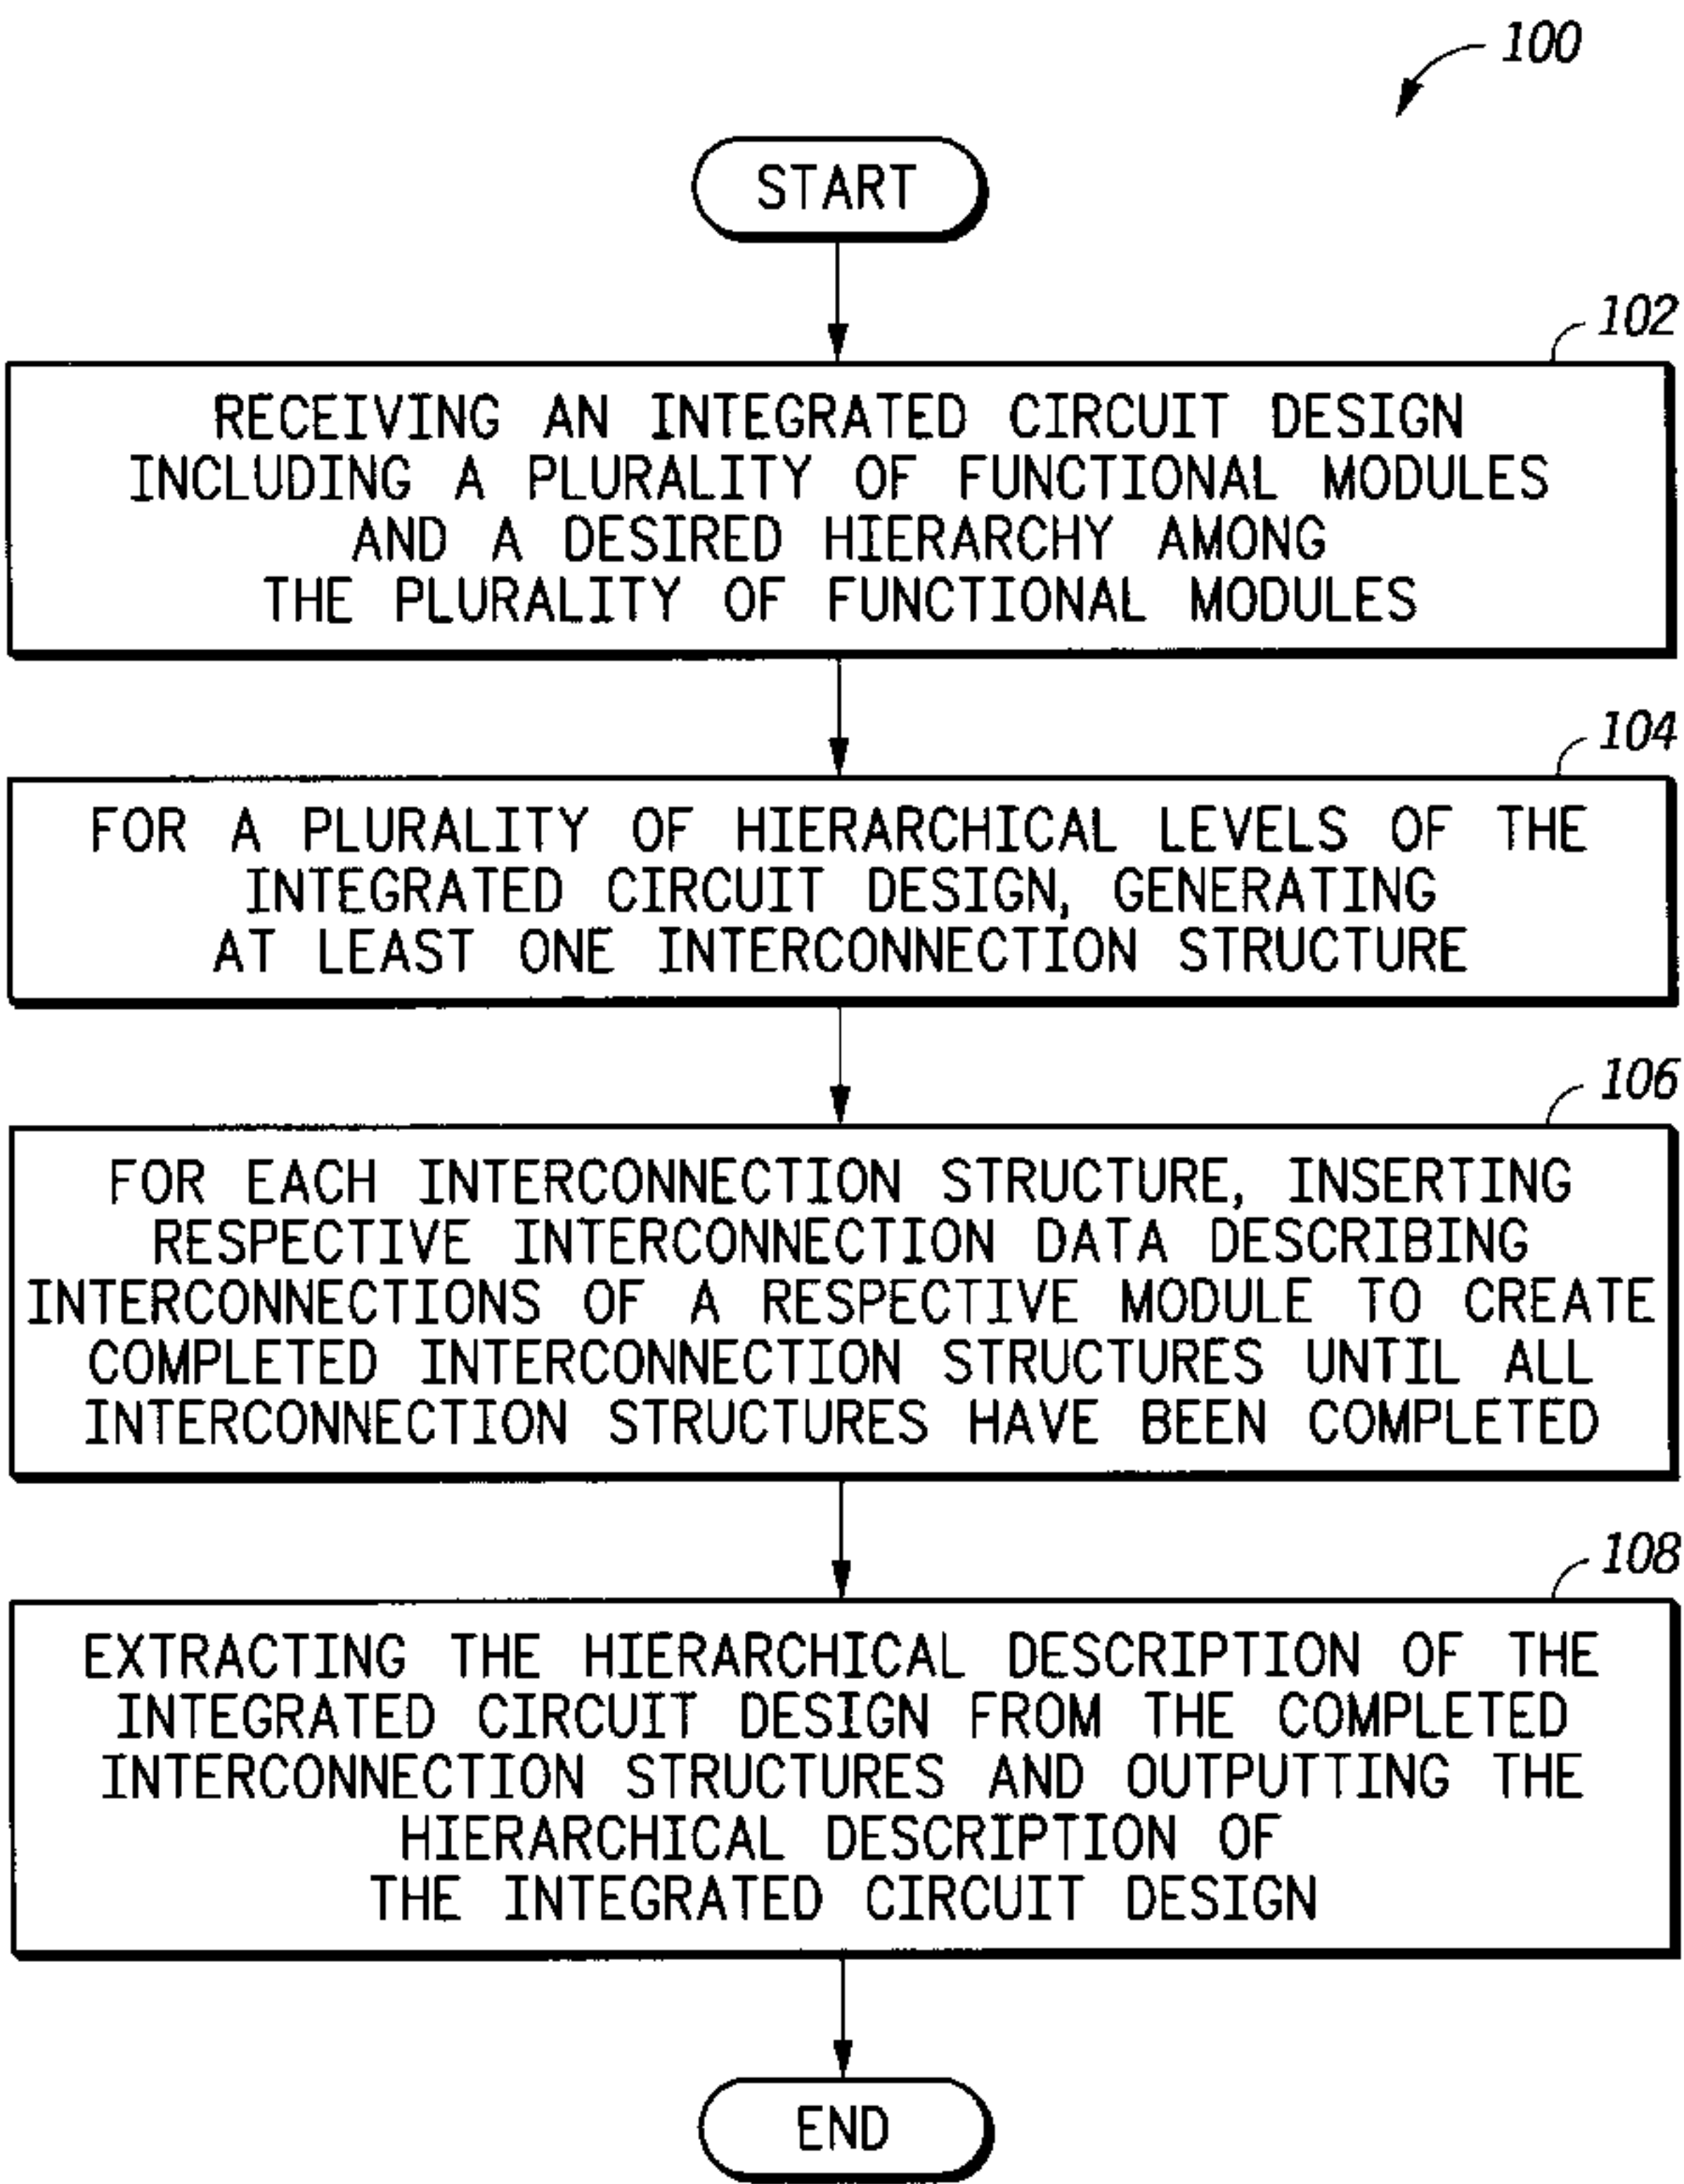 100
START
102
RECEIVING AN INTEGRATED CIRCUIT DESIGN
INCLUDING A PLURALITY OF FUNCTIONAL MODULES
AND A DESIRED HIERARCHY AMONG
THE PLURALITY OF FUNCTIONAL MODULES
104
FOR A PLURALITY OF HIERARCHICAL LEVELS OF THE
INTEGRATED CIRCUIT DESIGN, GENERATING
AT LEAST ONE INTERCONNECTION STRUCTURE
106
FOR EACH INTERCONNECTION STRUCTURE, INSERTING
RESPECTIVE INTERCONNECTION DATA DESCRIBING
INTERCONNECTIONS OF A RESPECTIVE MODULE TO CREATE
COMPLETED INTERCONNECTION STRUCTURES UNTIL ALL
INTERCONNECTION STRUCTURES HAVE BEEN COMPLETED
108
EXTRACTING THE HIERARCHICAL DESCRIPTION OF THE
INTEGRATED CIRCUIT DESIGN FROM THE COMPLETED
INTERCONNECTION STRUCTURES AND OUTPUTTING THE
HIERARCHICAL DESCRIPTION OF
THE INTEGRATED CIRCUIT DESIGN
END